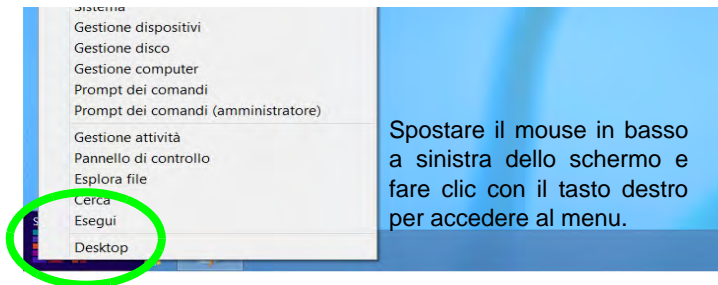 Sistema
Gestione dispositivi
Gestione disco
Gestione computer
Prompt dei comandi
Prompt dei comandi (amministratore)
Gestione attività
Pannello di controllo
Esplora file
Cerca
Esegui
Desktop
Spostare il mouse in basso
a sinistra dello schermo e
fare clic con il tasto destro
per accedere al menu.